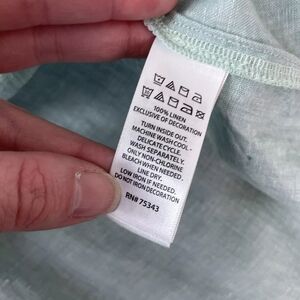 100% LINEN
EXCLUSIVE OF DECORATION
TURN INSIDE OUT.
MACHINE WASH COOL -
DELICATE CYCLE.
WASH SEPARATELY.
ONLY NON-CHLORINE
BLEACH WHEN NEEDED.
LINE DRY.
LOW IRON IF NEEDED.
DO NOT IRON DECORATION
RN# 75343